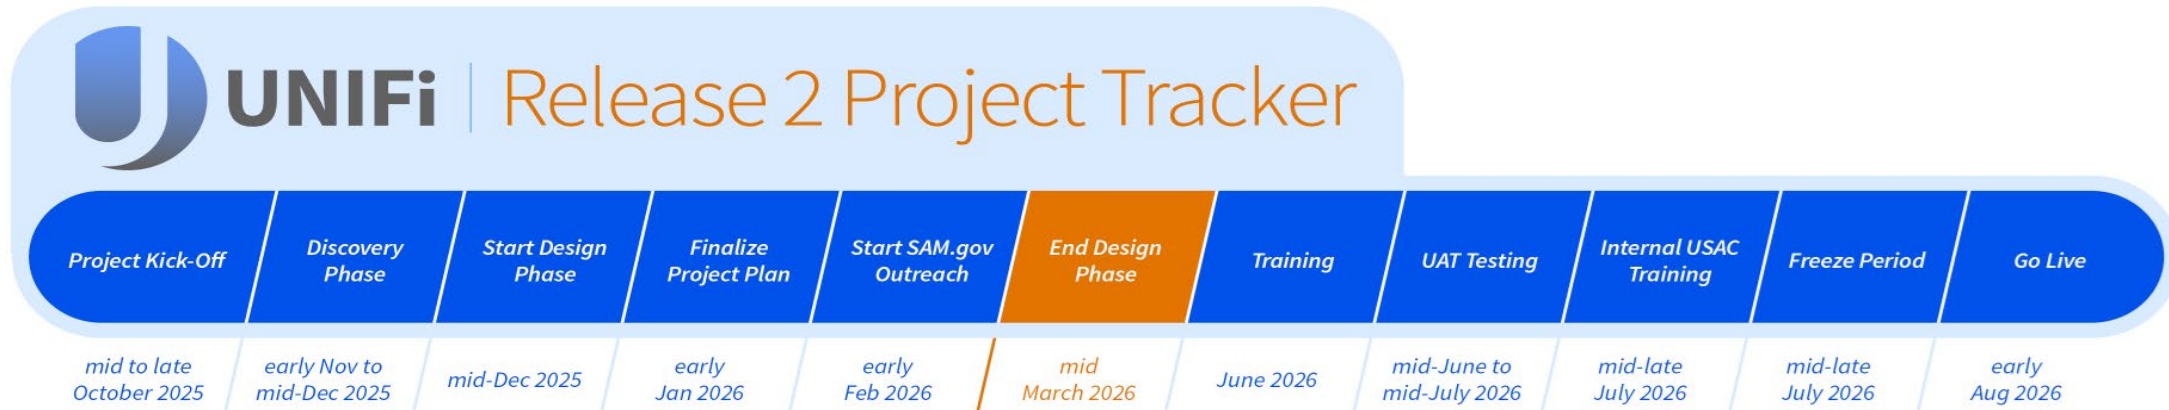 UNIFi | Release 2 Project Tracker
Project Kick-Off
mid to late
October 2025
Discovery
Phase
early Nov to
mid-Dec 2025
Start Design
Phase
mid-Dec 2025
Finalize
Project Plan
early
Jan 2026
Start SAM.gov
Outreach
early
Feb 2026
End Design
Phase
mid
March 2026
Training
June 2026
UAT Testing
mid-June to
mid-July 2026
Internal USAC
Training
mid-late
July 2026
Freeze Period
mid-late
July 2026
Go Live
early
Aug 2026